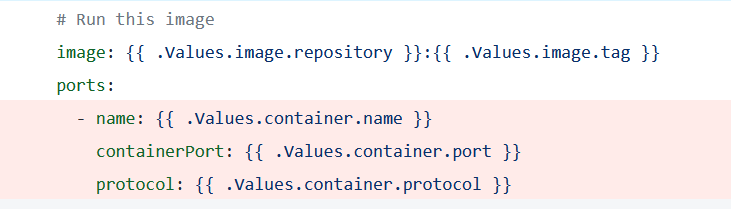 # Run this image
image: {{ .Values.image.repository }}:{{ .Values.image.tag }}
ports:
- name: {{ .Values.container.name }}
containerPort: {{ .Values.container.port }}
protocol: {{ .Values.container.protocol }}